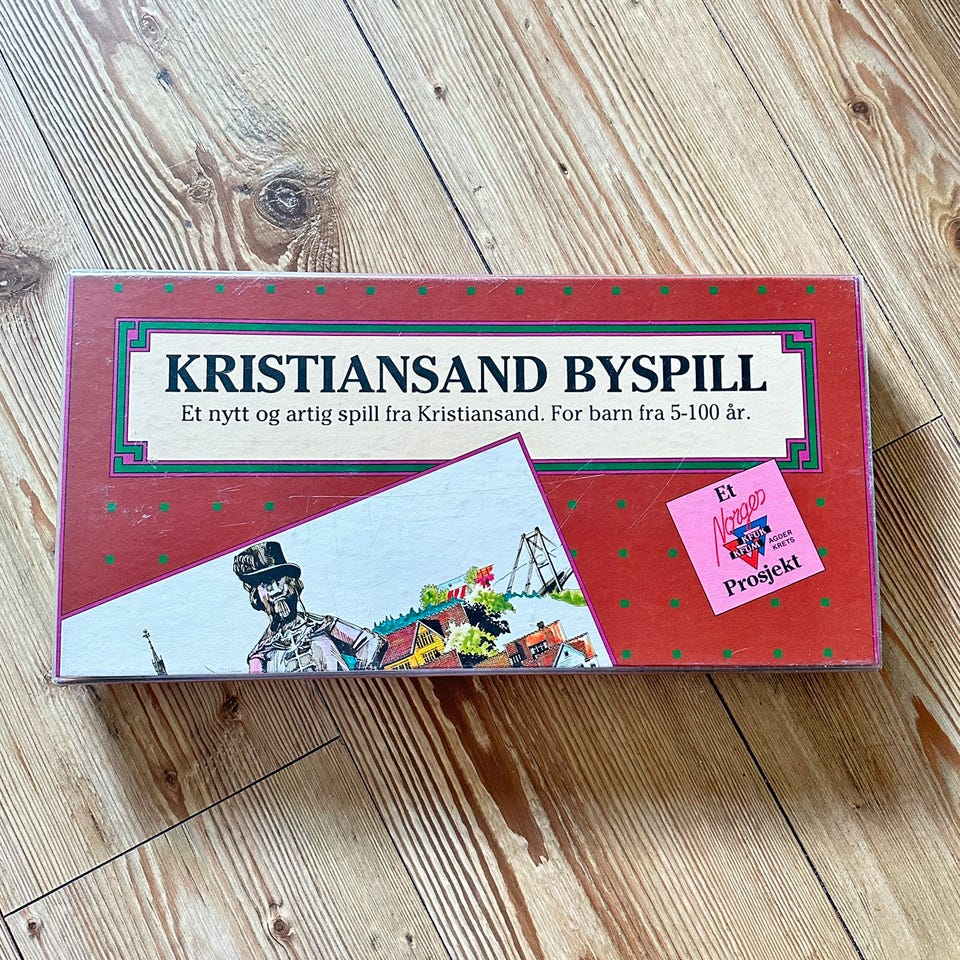 KRISTIANSAND BYSPILL
Et nytt og artig spill fra Kristiansand. For barn fra 5-100 år.
Et
Norges
KFUK
KFUM
AGDER
KRETS
Prosjekt